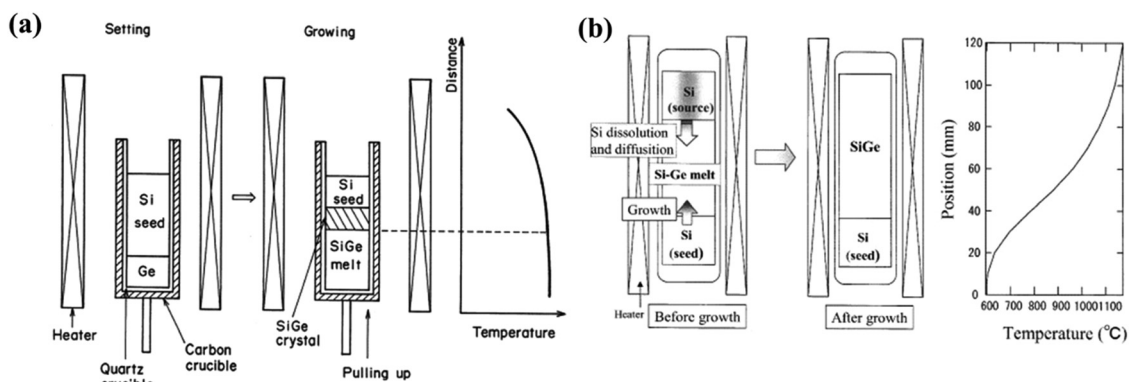 (a)
Setting
Growing
Si
seed
Ge
Heater
Quartz
Carbon
crucible
Si
seed
SiGe
melt
SiGe
crystal
Pulling up
Distance
Temperature
(b)
Si
(source)
Si dissolution
and diffusition
Si-Ge melt
Growth
Si
(seed)
Heater
Before growth
SiGe
Si
(seed)
After growth
Position (mm)
120
100
80
60
40
20
0
600 700 800 900 1000 1100
Temperature (℃)